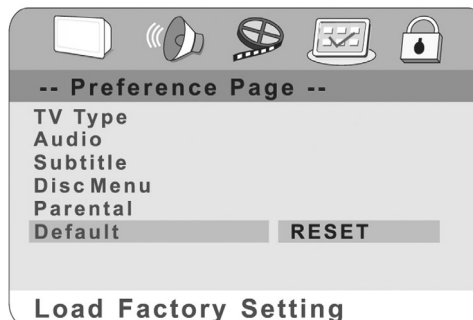 -- Preference Page --
TV Type
Audio
Subtitle
Disc Menu
Parental
Default RESET
Load Factory Setting